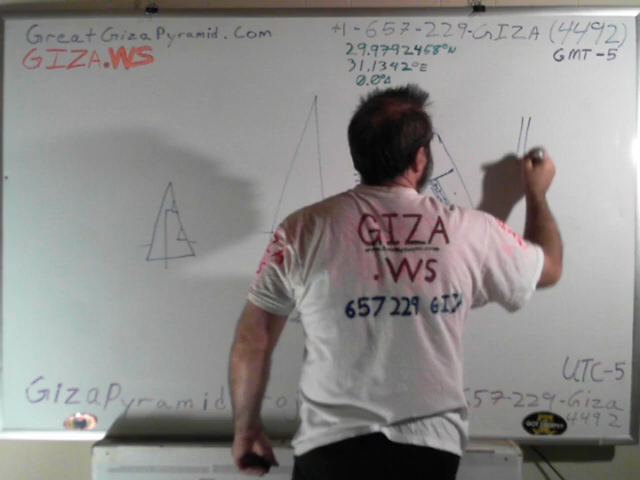 GreatGizaPyramid.Com
+1-657-229-GIZA (4492)
GIZA.WS
29.9792458°N
GMT-5
31.1342°E
0.0°Δ
GIZA
.WS
657 229 GIZ
UTC-5
GizaPyramid
657-229-Giza
4492